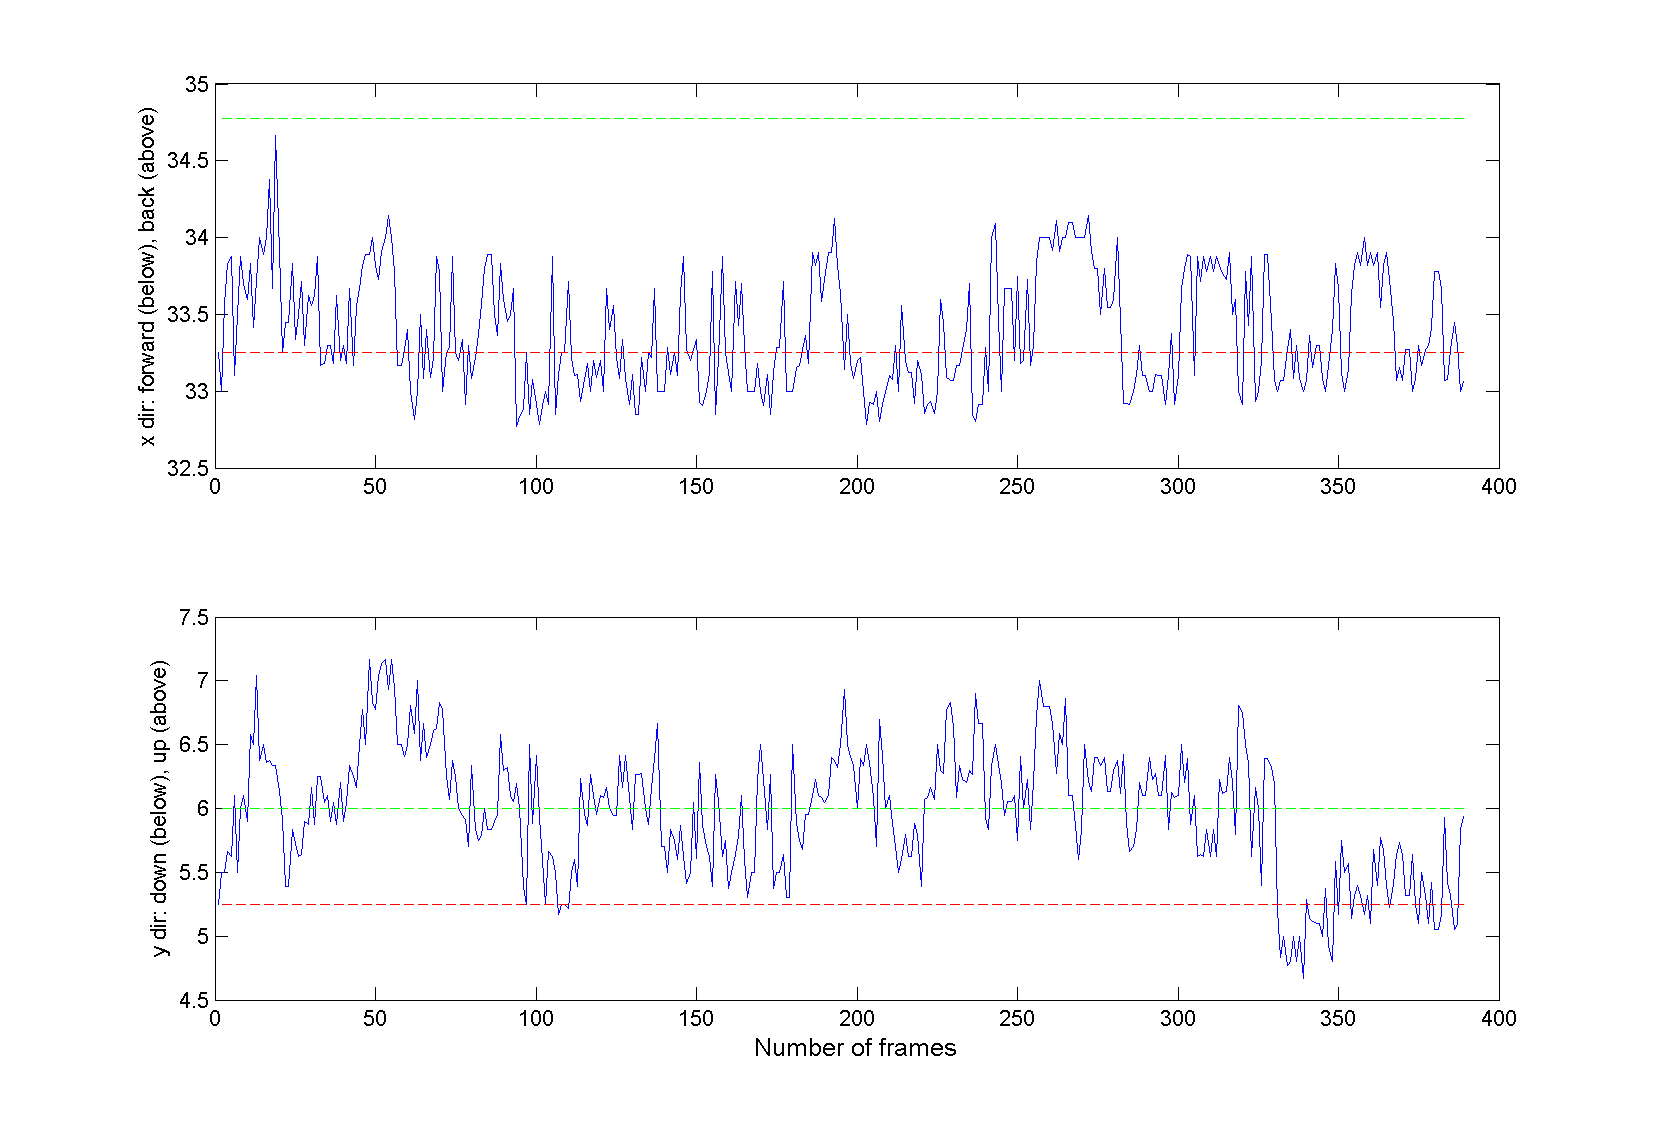 35
34.5
34
33.5
33
32.5
x dir: forward (below), back (above)
0 50 100 150 200 250 300 350 400
7.5
7
6.5
6
5.5
5
4.5
y dir: down (below), up (above)
0 50 100 150 200 250 300 350 400
Number of frames